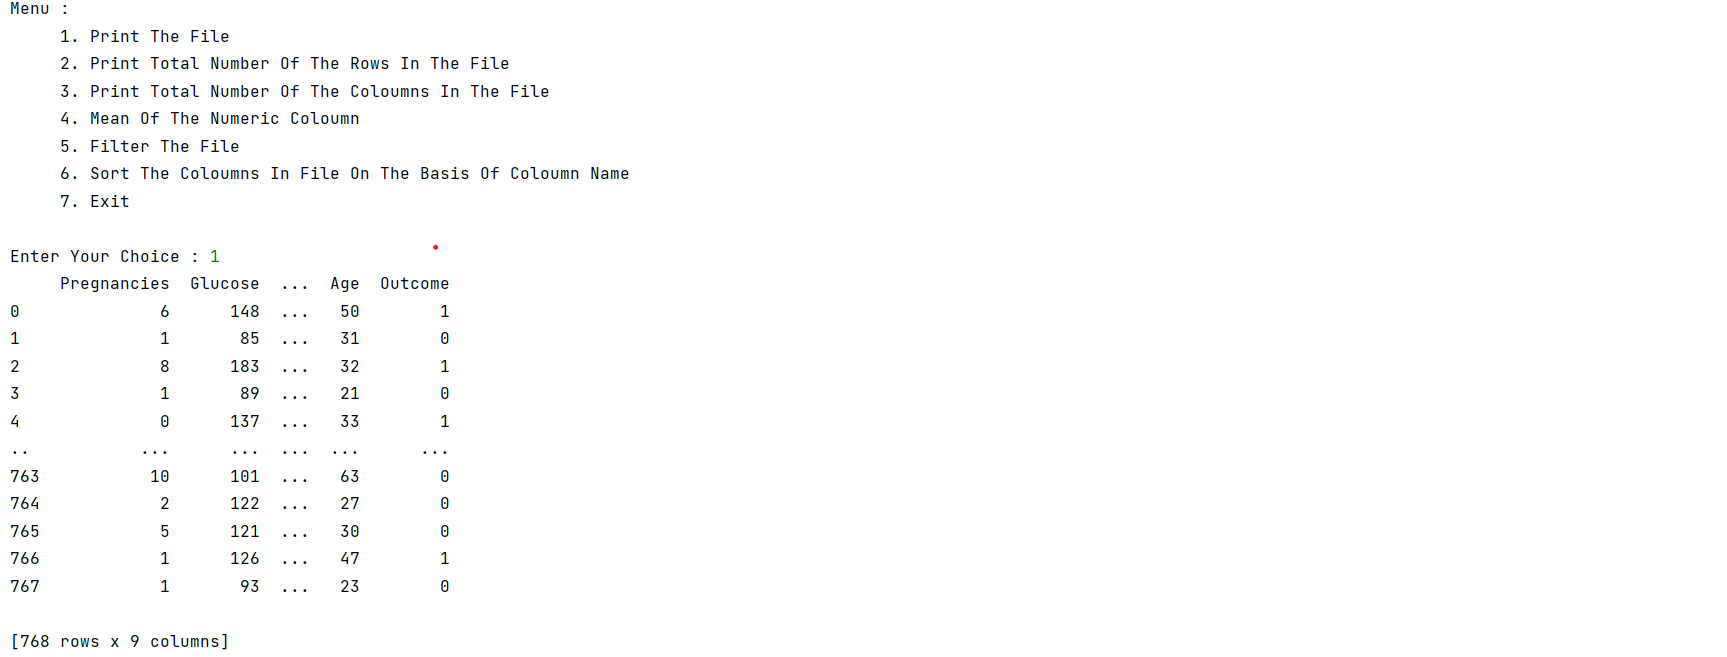 Menu :
     1. Print The File
     2. Print Total Number Of The Rows In The File
     3. Print Total Number Of The Coloumns In The File
     4. Mean Of The Numeric Coloumn
     5. Filter The File
     6. Sort The Coloumns In File On The Basis Of Coloumn Name
     7. Exit

Enter Your Choice : 1
     Pregnancies  Glucose  ...  Age  Outcome
0              6      148  ...   50        1
1              1       85  ...   31        0
2              8      183  ...   32        1
3              1       89  ...   21        0
4              0      137  ...   33        1
..           ...      ...  ...  ...      ...
763           10      101  ...   63        0
764            2      122  ...   27        0
765            5      121  ...   30        0
766            1      126  ...   47        1
767            1       93  ...   23        0

[768 rows x 9 columns]